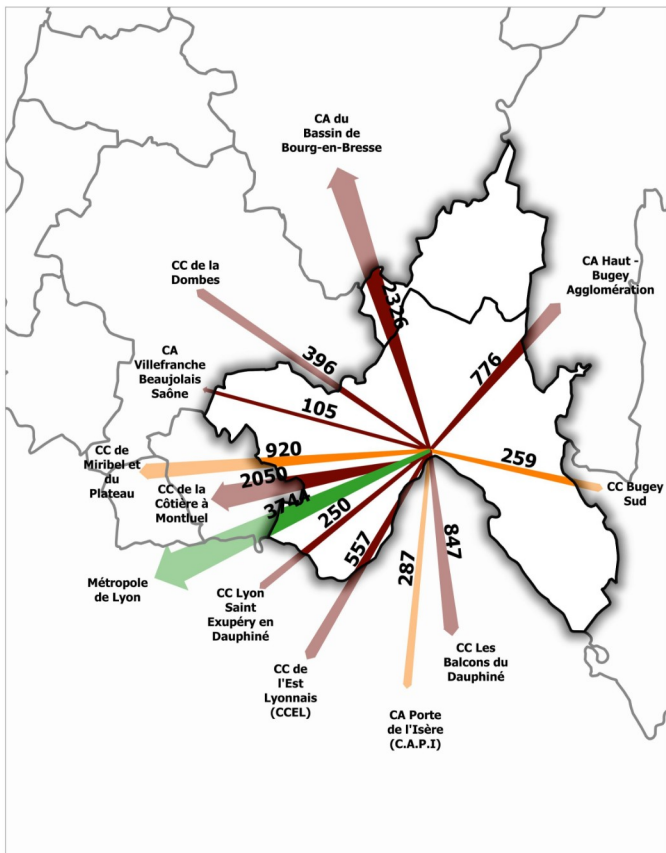 CA du
Bassin de
Bourg-en-Bresse
CC de la
Dombes
CA Haut -
Bugey
Agglomération
2376
776
396
CA
Villefranche
Beaujolais
Saône
105
CC de
Miribel et
du
Plateau
920
259
CC Bugey
Sud
2050
CC de la
Côtière à
Montluel
3744
250
557
287
847
Métropole
de Lyon
CC Lyon
Saint
Exupéry en
Dauphiné
CC Les
Balcons du
Dauphiné
CC de
l'Est
Lyonnais
(CCEL)
CA Porte
de l'Isère
(C.A.P.I)